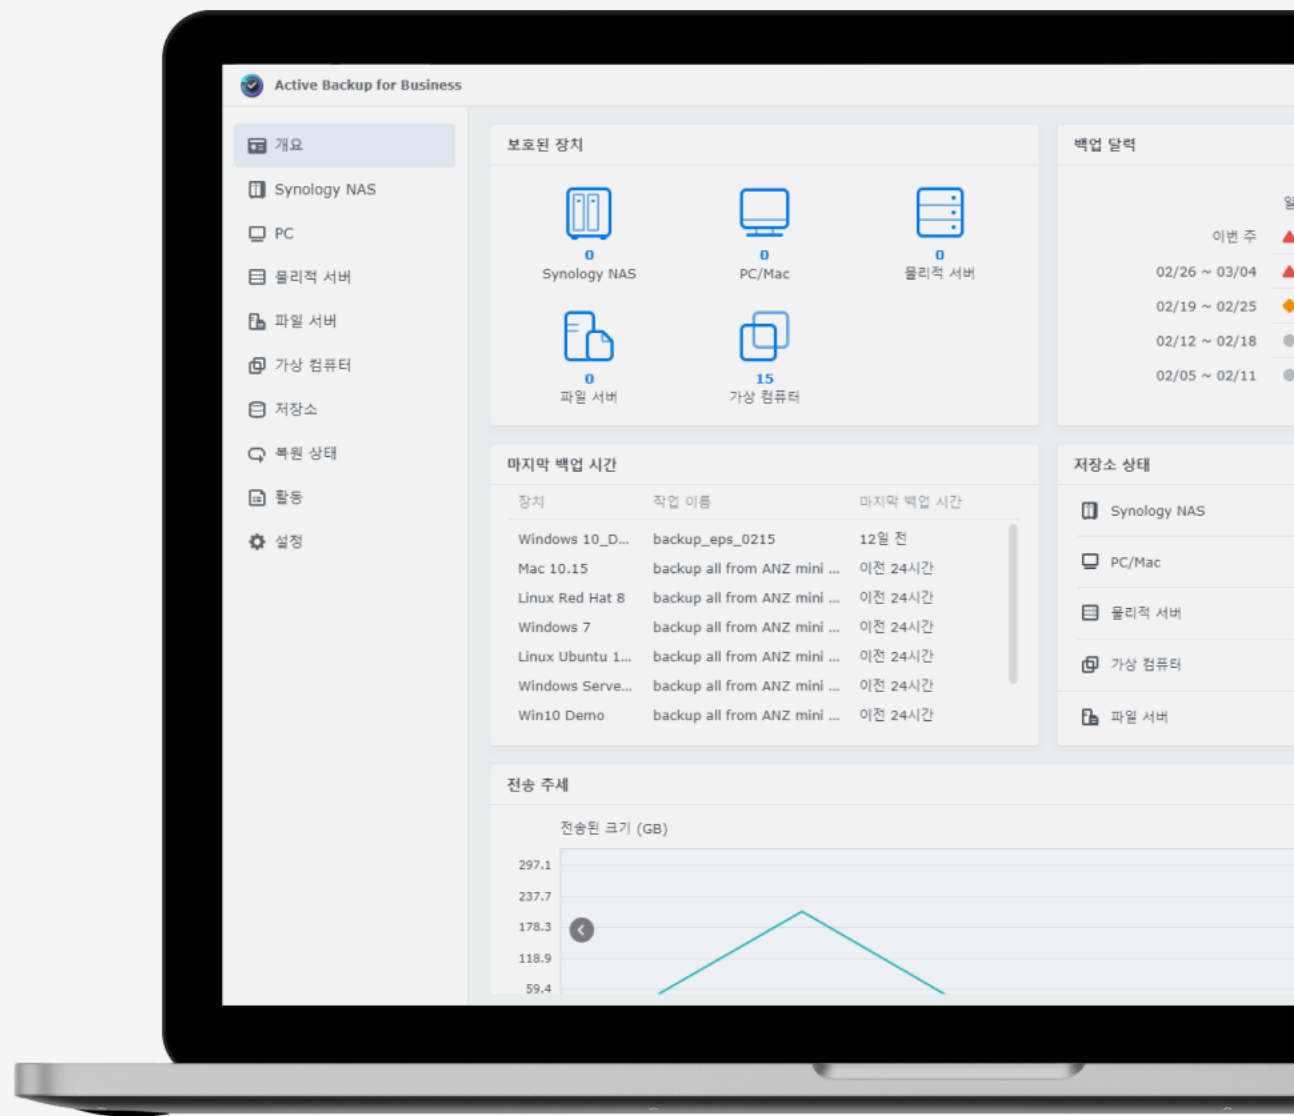 Active Backup for Business
개요
Synology NAS
PC
물리적 서버
파일 서버
가상 컴퓨터
저장소
복원 상태
활동
설정
보호된 장치
0
Synology NAS
0
PC/Mac
0
물리적 서버
0
파일 서버
15
가상 컴퓨터
백업 달력
이번 주
02/26 ~ 03/04
02/19 ~ 02/25
02/12 ~ 02/18
02/05 ~ 02/11
마지막 백업 시간
장치 작업 이름 마지막 백업 시간
Windows 10_D... backup_eps_0215 12일 전
Mac 10.15 backup all from ANZ mini ... 이전 24시간
Linux Red Hat 8 backup all from ANZ mini ... 이전 24시간
Windows 7 backup all from ANZ mini ... 이전 24시간
Linux Ubuntu 1... backup all from ANZ mini ... 이전 24시간
Windows Serve... backup all from ANZ mini ... 이전 24시간
Win10 Demo backup all from ANZ mini ... 이전 24시간
저장소 상태
Synology NAS
PC/Mac
물리적 서버
가상 컴퓨터
파일 서버
전송 추세
전송된 크기 (GB)
297.1
237.7
178.3
118.9
59.4